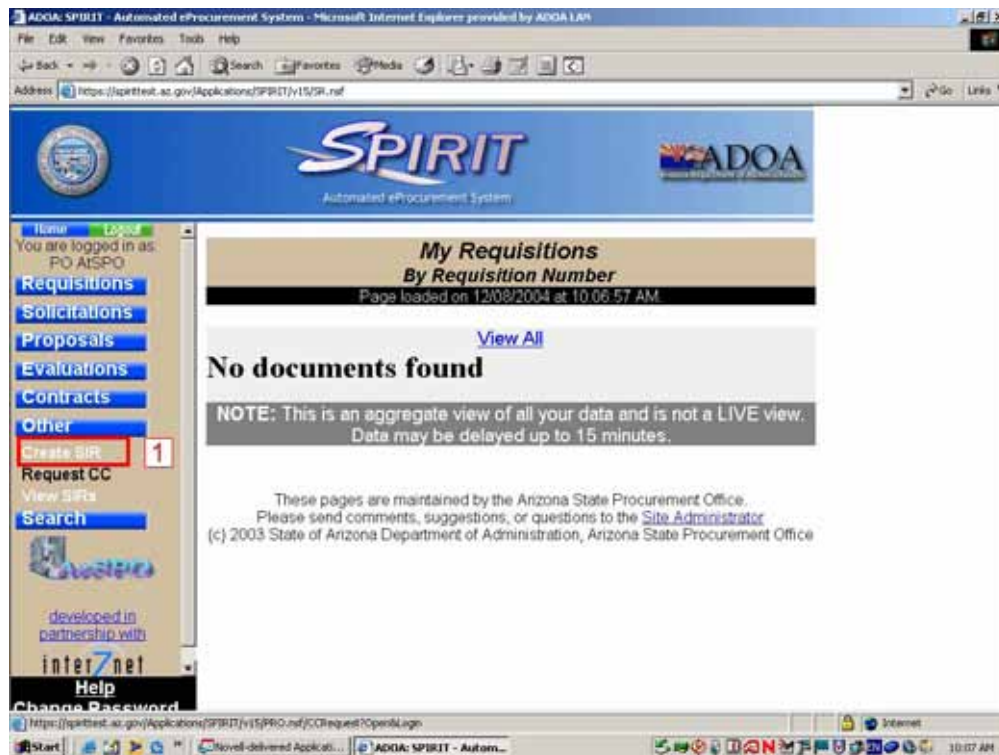 ADOA: SPIRIT - Automated eProcurement System - Microsoft Internet Explorer provided by ADOA LAN
File Edit View Favorites Tools Help
Back Search Favorites Media
Address https://spirittest.az.gov/Applications/SPIRIT/v15/SR.nsf Go Links
SPIRIT
Automated eProcurement System
ADOA
Home Logout
You are logged in as:
PO AtSPO
Requisitions
Solicitations
Proposals
Evaluations
Contracts
Other
Create SIR 1
Request CC
View SIRs
Search
developed in
partnership with
inter7net
Help
Change Password
My Requisitions
By Requisition Number
Page loaded on 12/08/2004 at 10:06:57 AM.
View All
No documents found
NOTE: This is an aggregate view of all your data and is not a LIVE view.
Data may be delayed up to 15 minutes.
These pages are maintained by the Arizona State Procurement Office.
Please send comments, suggestions, or questions to the Site Administrator
(c) 2003 State of Arizona Department of Administration, Arizona State Procurement Office
https://spirittest.az.gov/Applications/SPIRIT/v15/PRO.nsf/CCRequest?Open&Login Internet
Start Novell-delivered Applicati... ADOA: SPIRIT - Autom... 10:07 AM